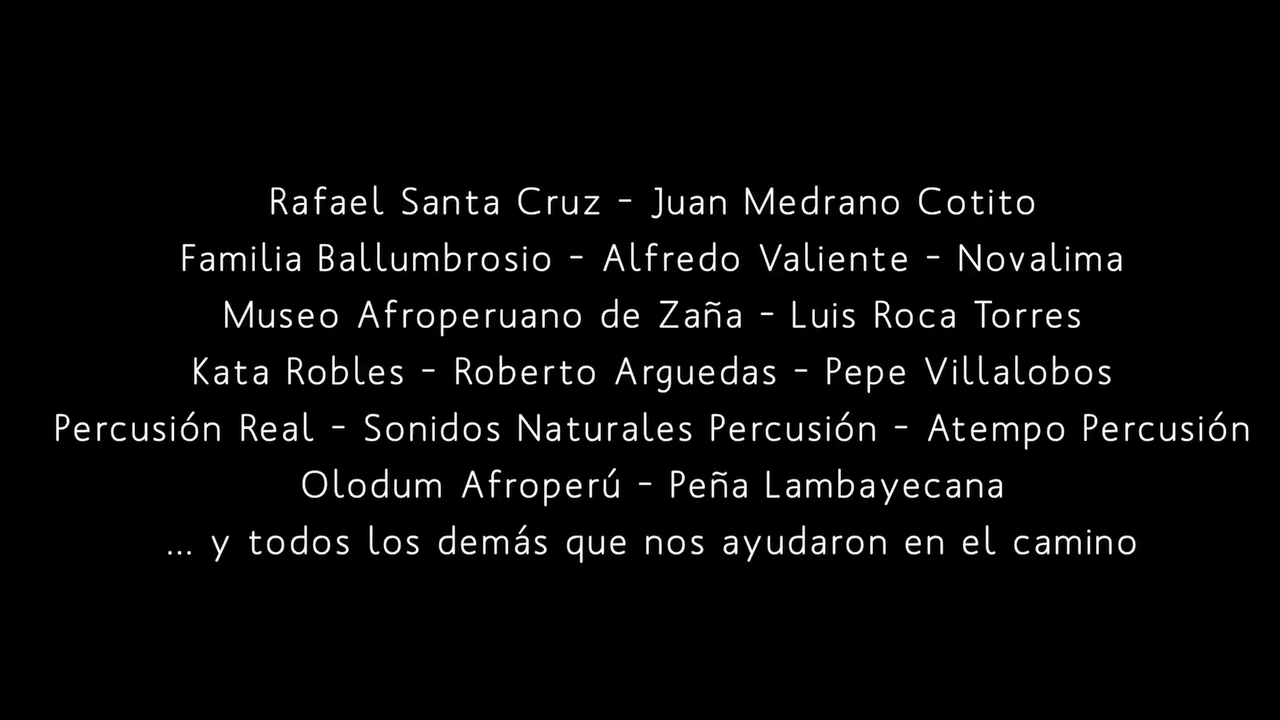 Rafael Santa Cruz - Juan Medrano Cotito
Familia Ballumbrosio - Alfredo Valiente - Novalima
Museo Afroperuano de Zaña - Luis Roca Torres
Kata Robles - Roberto Arguedas - Pepe Villalobos
Percusión Real - Sonidos Naturales Percusión - Atempo Percusión
Olodum Afroperú - Peña Lambayecana
... y todos los demás que nos ayudaron en el camino